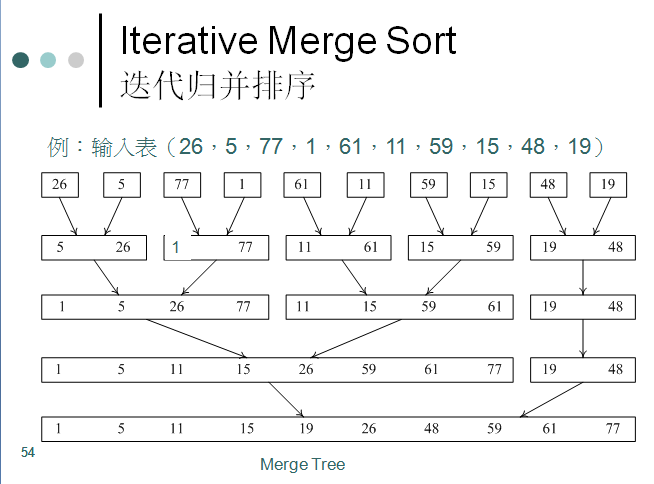 Iterative Merge Sort
迭代归并排序
例：输入表（26，5，77，1，61，11，59，15，48，19）
26 5 77 1 61 11 59 15 48 19
5 26 1 77 11 61 15 59 19 48
1 5 26 77 11 15 59 61 19 48
1 5 11 15 26 59 61 77 19 48
1 5 11 15 19 26 48 59 61 77
54
Merge Tree